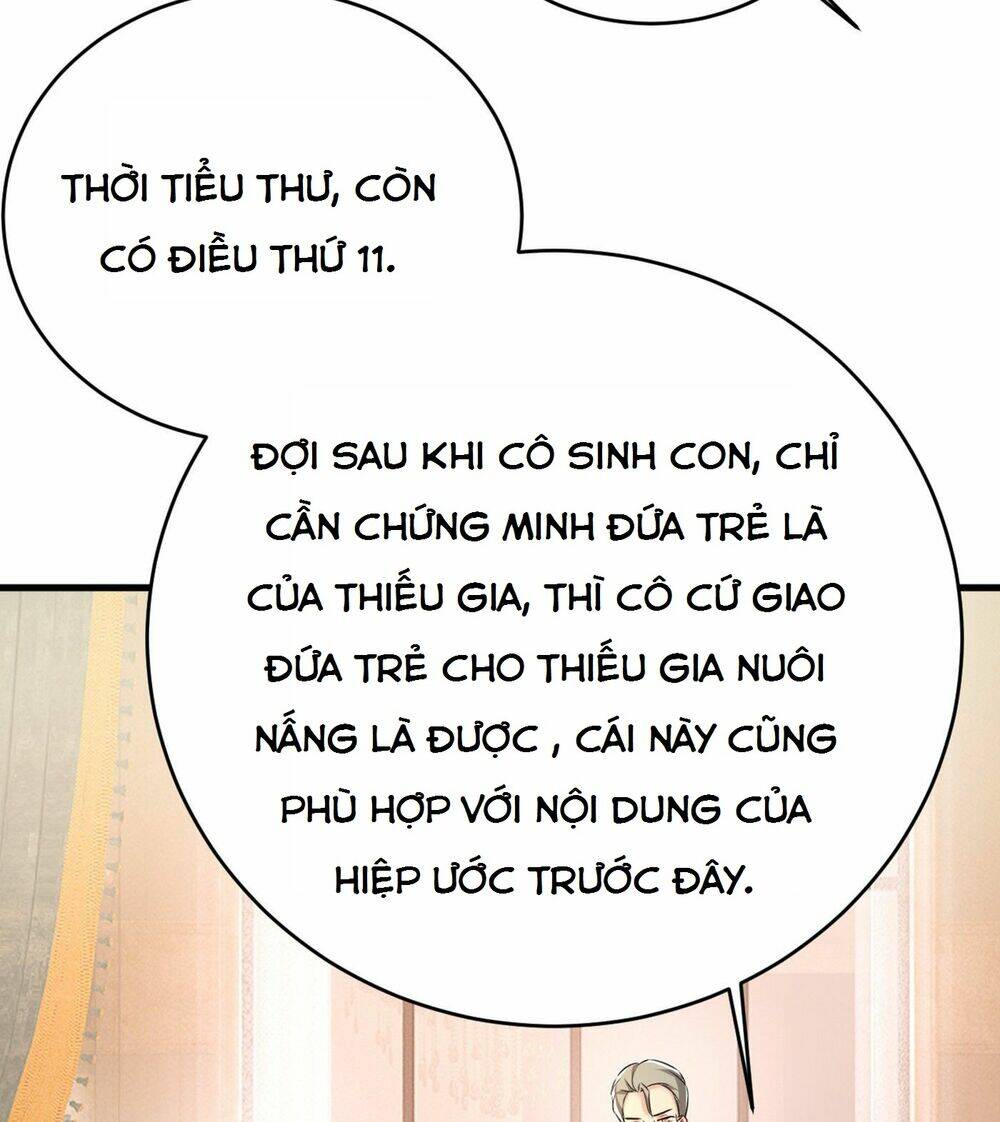 THỜI TIỂU THƯ, CÒN
CÓ ĐIỀU THỨ 11.
ĐỢI SAU KHI CÔ SINH CON, CHỈ
CẦN CHỨNG MINH ĐỨA TRẺ LÀ
CỦA THIẾU GIA, THÌ CÔ CỨ GIAO
ĐỨA TRẺ CHO THIẾU GIA NUÔI
NẤNG LÀ ĐƯỢC , CÁI NÀY CŨNG
PHÙ HỢP VỚI NỘI DUNG CỦA
HIỆP ƯỚC TRƯỚC ĐÂY.